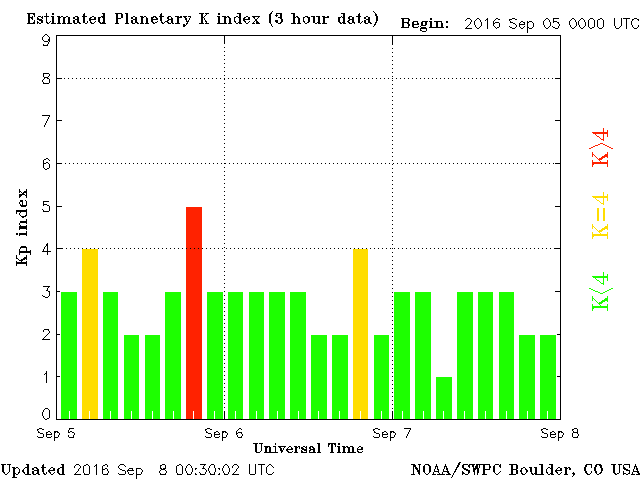 Estimated Planetary K index (3 hour data)
Begin: 2016 Sep 05 0000 UTC
9
8
7
6
5
4
3
2
1
0
Kp index
K>4
K=4
K<4
Sep 5
Sep 6
Sep 7
Sep 8
Universal Time
Updated 2016 Sep 8 00:30:02 UTC
NOAA/SWPC Boulder, CO USA